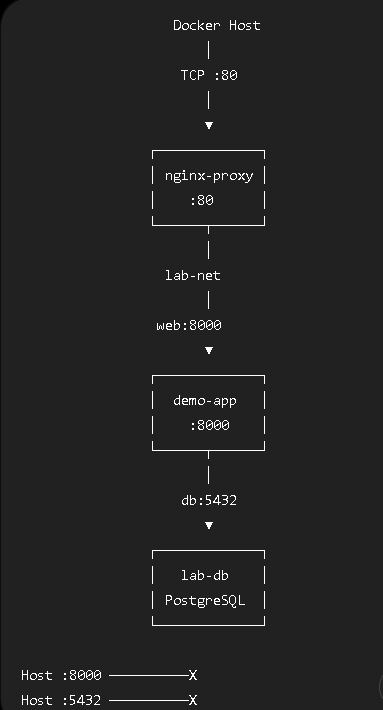 Docker Host
TCP :80
nginx-proxy
:80
lab-net
web:8000
demo-app
:8000
db:5432
lab-db
PostgreSQL
Host :8000 ──────────X
Host :5432 ──────────X